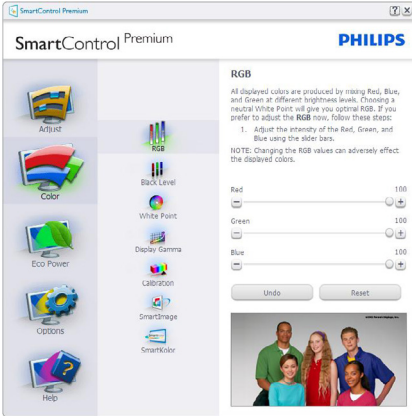 SmartControl Premium
SmartControl Premium
PHILIPS
Adjust
Color
Eco Power
Options
Help
RGB
Black Level
White Point
Display Gamma
Calibration
SmartImage
SmartKolor
RGB
All displayed colors are produced by mixing Red, Blue,
and Green at different brightness levels. Choosing a
neutral White Point will give you optimal RGB. If you
prefer to adjust the RGB now, follow these steps:
1. Adjust the intensity of the Red, Green, and
Blue using the slider bars.
NOTE: Changing the RGB values can adversely effect
the displayed colors.
Red 100
Green 100
Blue 100
Undo Reset